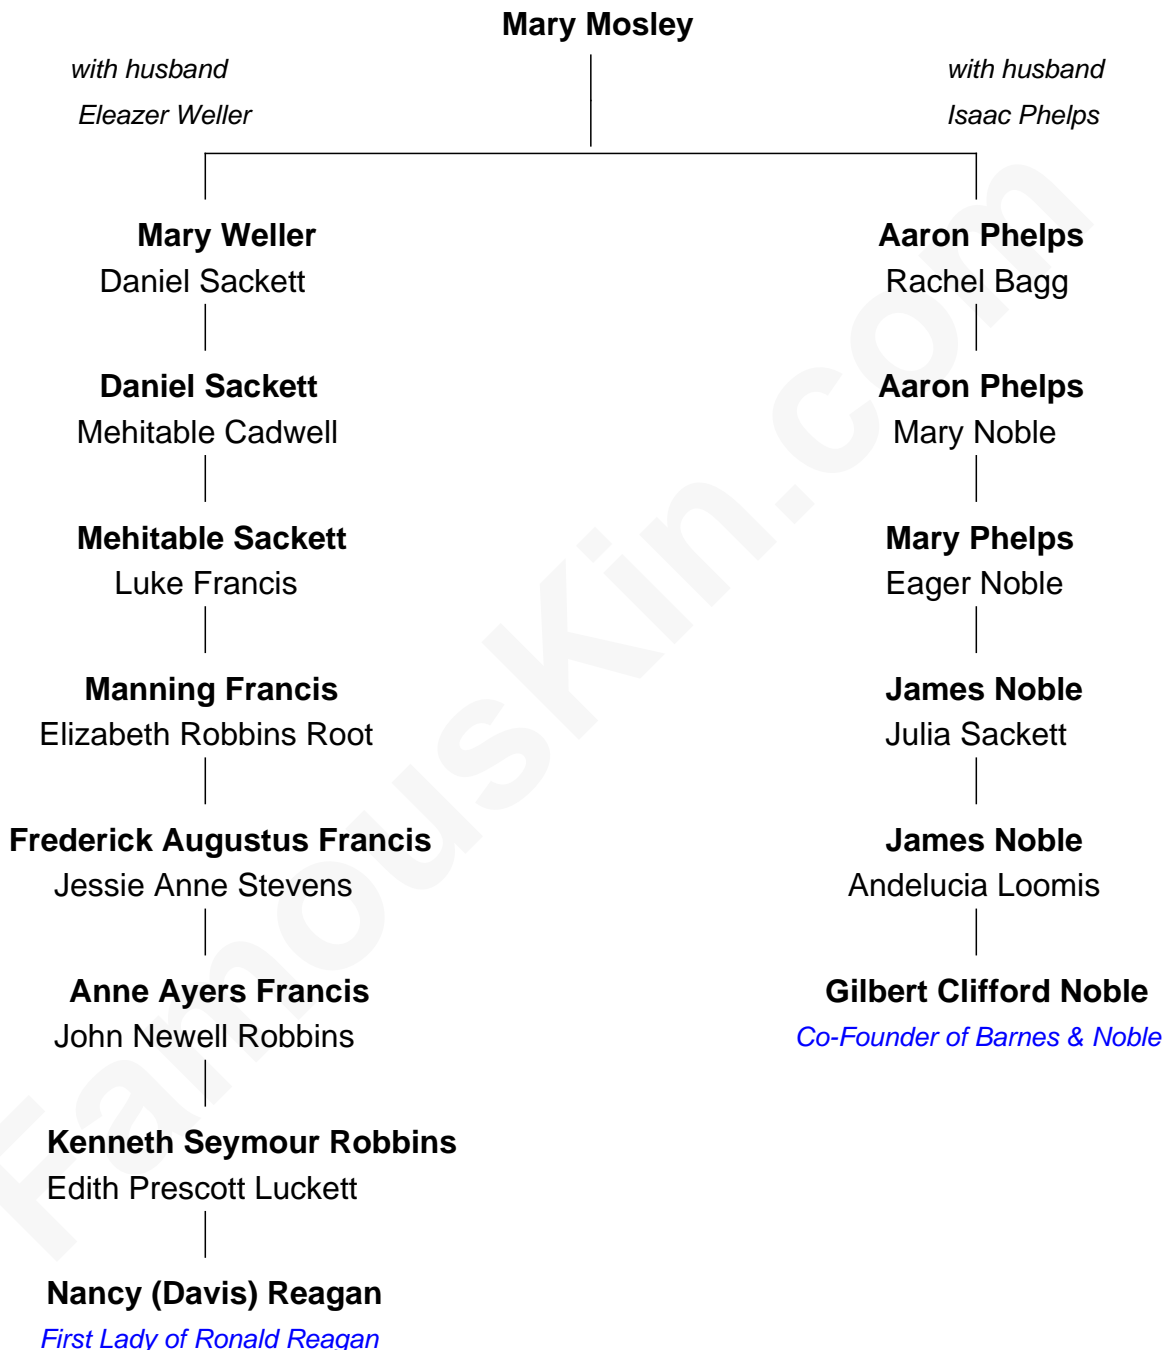 Mary Mosley
with husband
Eleazer Weller
with husband
Isaac Phelps
Mary Weller
Daniel Sackett
Aaron Phelps
Rachel Bagg
Daniel Sackett
Mehitable Cadwell
Aaron Phelps
Mary Noble
Mehitable Sackett
Luke Francis
Mary Phelps
Eager Noble
Manning Francis
Elizabeth Robbins Root
James Noble
Julia Sackett
Frederick Augustus Francis
Jessie Anne Stevens
James Noble
Andelucia Loomis
Anne Ayers Francis
John Newell Robbins
Gilbert Clifford Noble
Co-Founder of Barnes & Noble
Kenneth Seymour Robbins
Edith Prescott Luckett
Nancy (Davis) Reagan
First Lady of Ronald Reagan
FamousKin.com